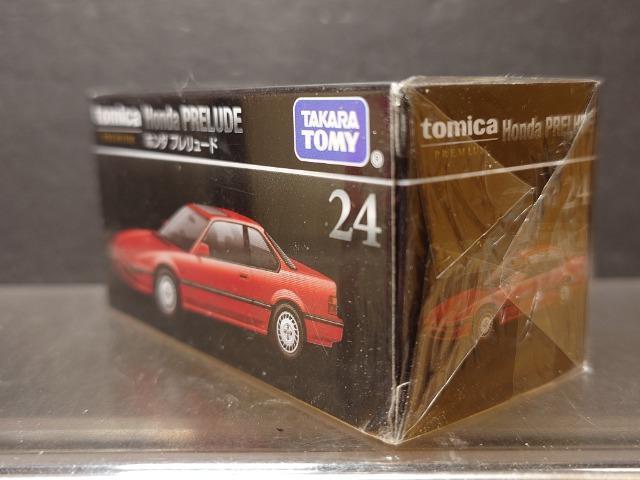 tomica Honda PRELUDE
PREMIUM ホンダ プレリュード
TAKARA
TOMY
24
tomica Honda PRELUDE
PREMIUM
24